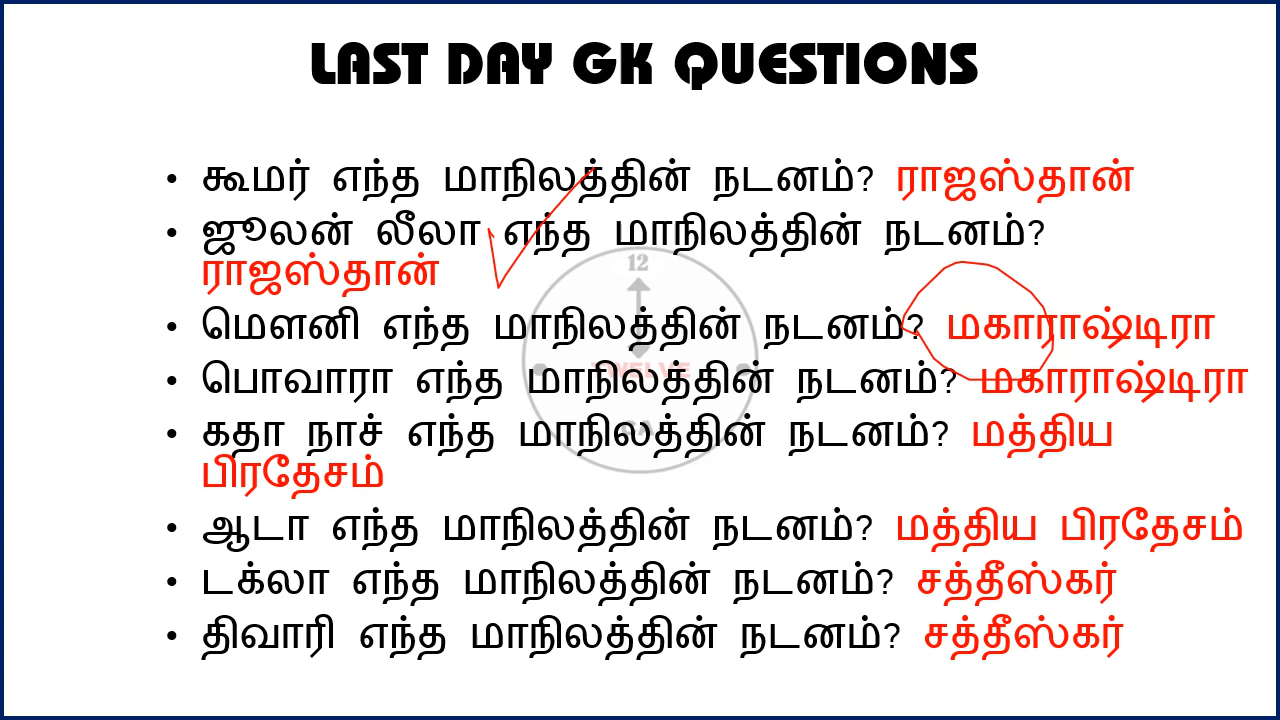 LAST DAY GK QUESTIONS
• கூமர் எந்த மாநிலத்தின் நடனம்? ராஜஸ்தான்
• ஜூலன் லீலா எந்த மாநிலத்தின் நடனம்?
ராஜஸ்தான்
12
• மௌனி எந்த மாநிலத்தின் நடனம்? மகாராஷ்டிரா
TWELVE
• பொவாரா எந்த மாநிலத்தின் நடனம்? மகாராஷ்டிரா
• கதா நாச் எந்த மாநிலத்தின் நடனம்? மத்திய
பிரதேசம்
• ஆடா எந்த மாநிலத்தின் நடனம்? மத்திய பிரதேசம்
• டக்லா எந்த மாநிலத்தின் நடனம்? சத்தீஸ்கர்
• திவாரி எந்த மாநிலத்தின் நடனம்? சத்தீஸ்கர்